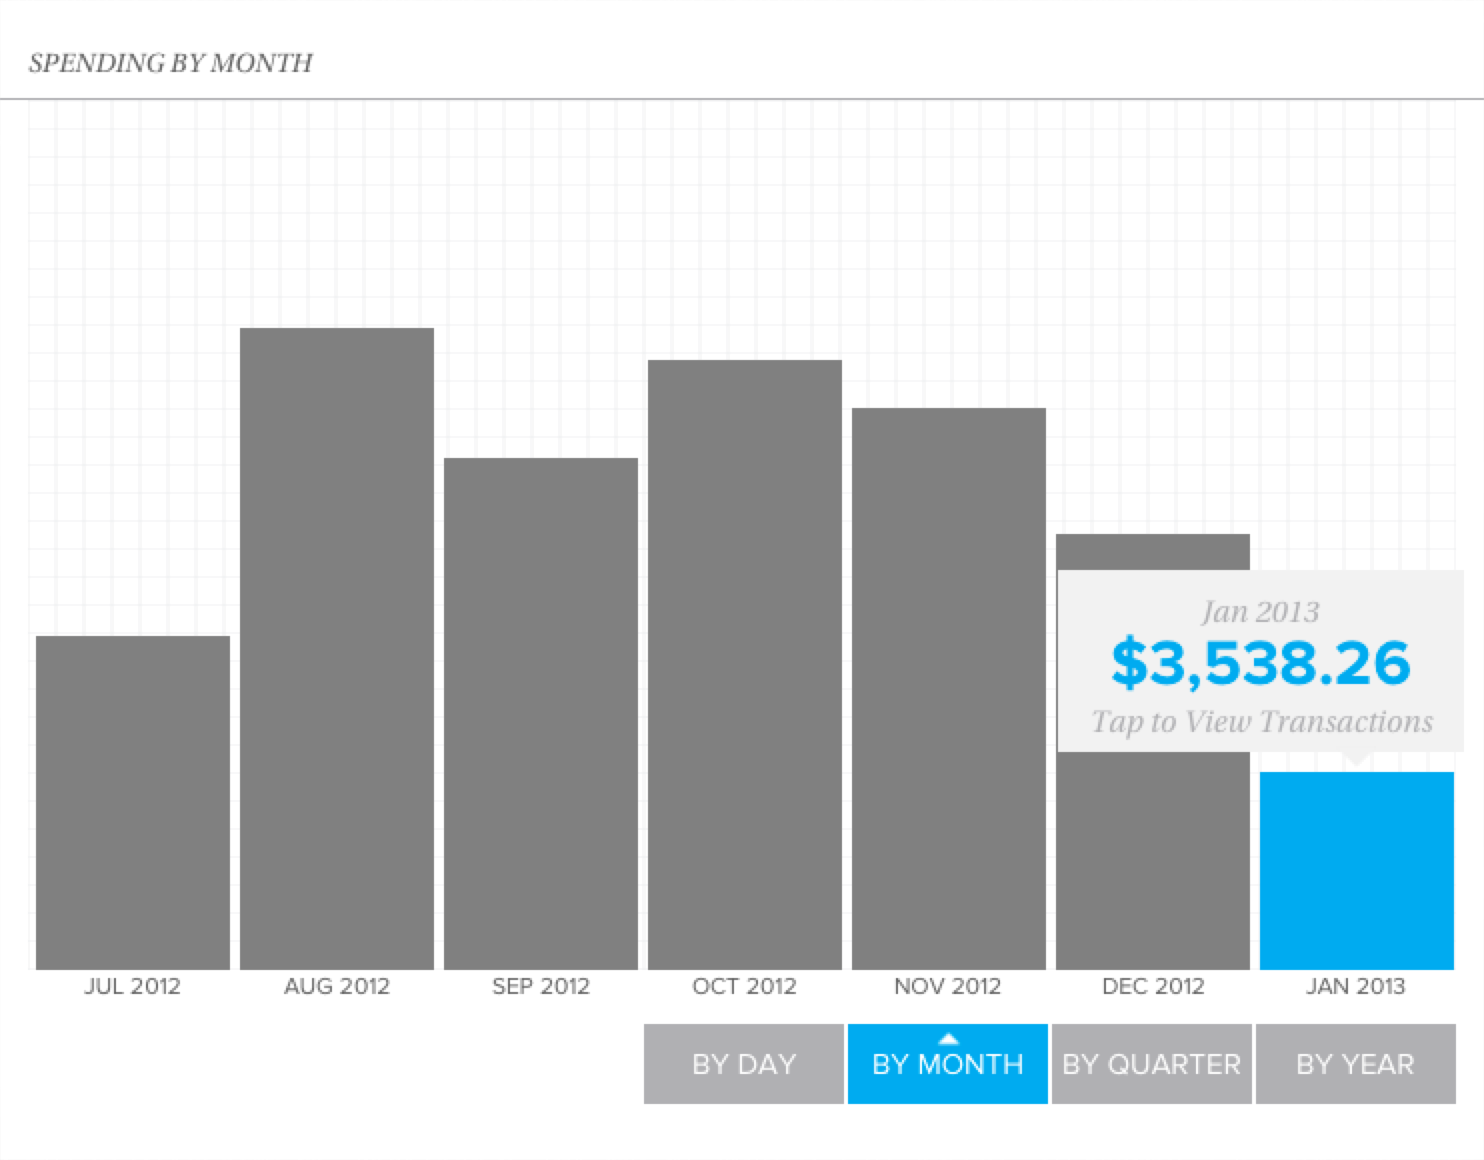 SPENDING BY MONTH
Jan 2013
$3,538.26
Tap to View Transactions
JUL 2012 AUG 2012 SEP 2012 OCT 2012 NOV 2012 DEC 2012 JAN 2013
BY DAY BY MONTH BY QUARTER BY YEAR